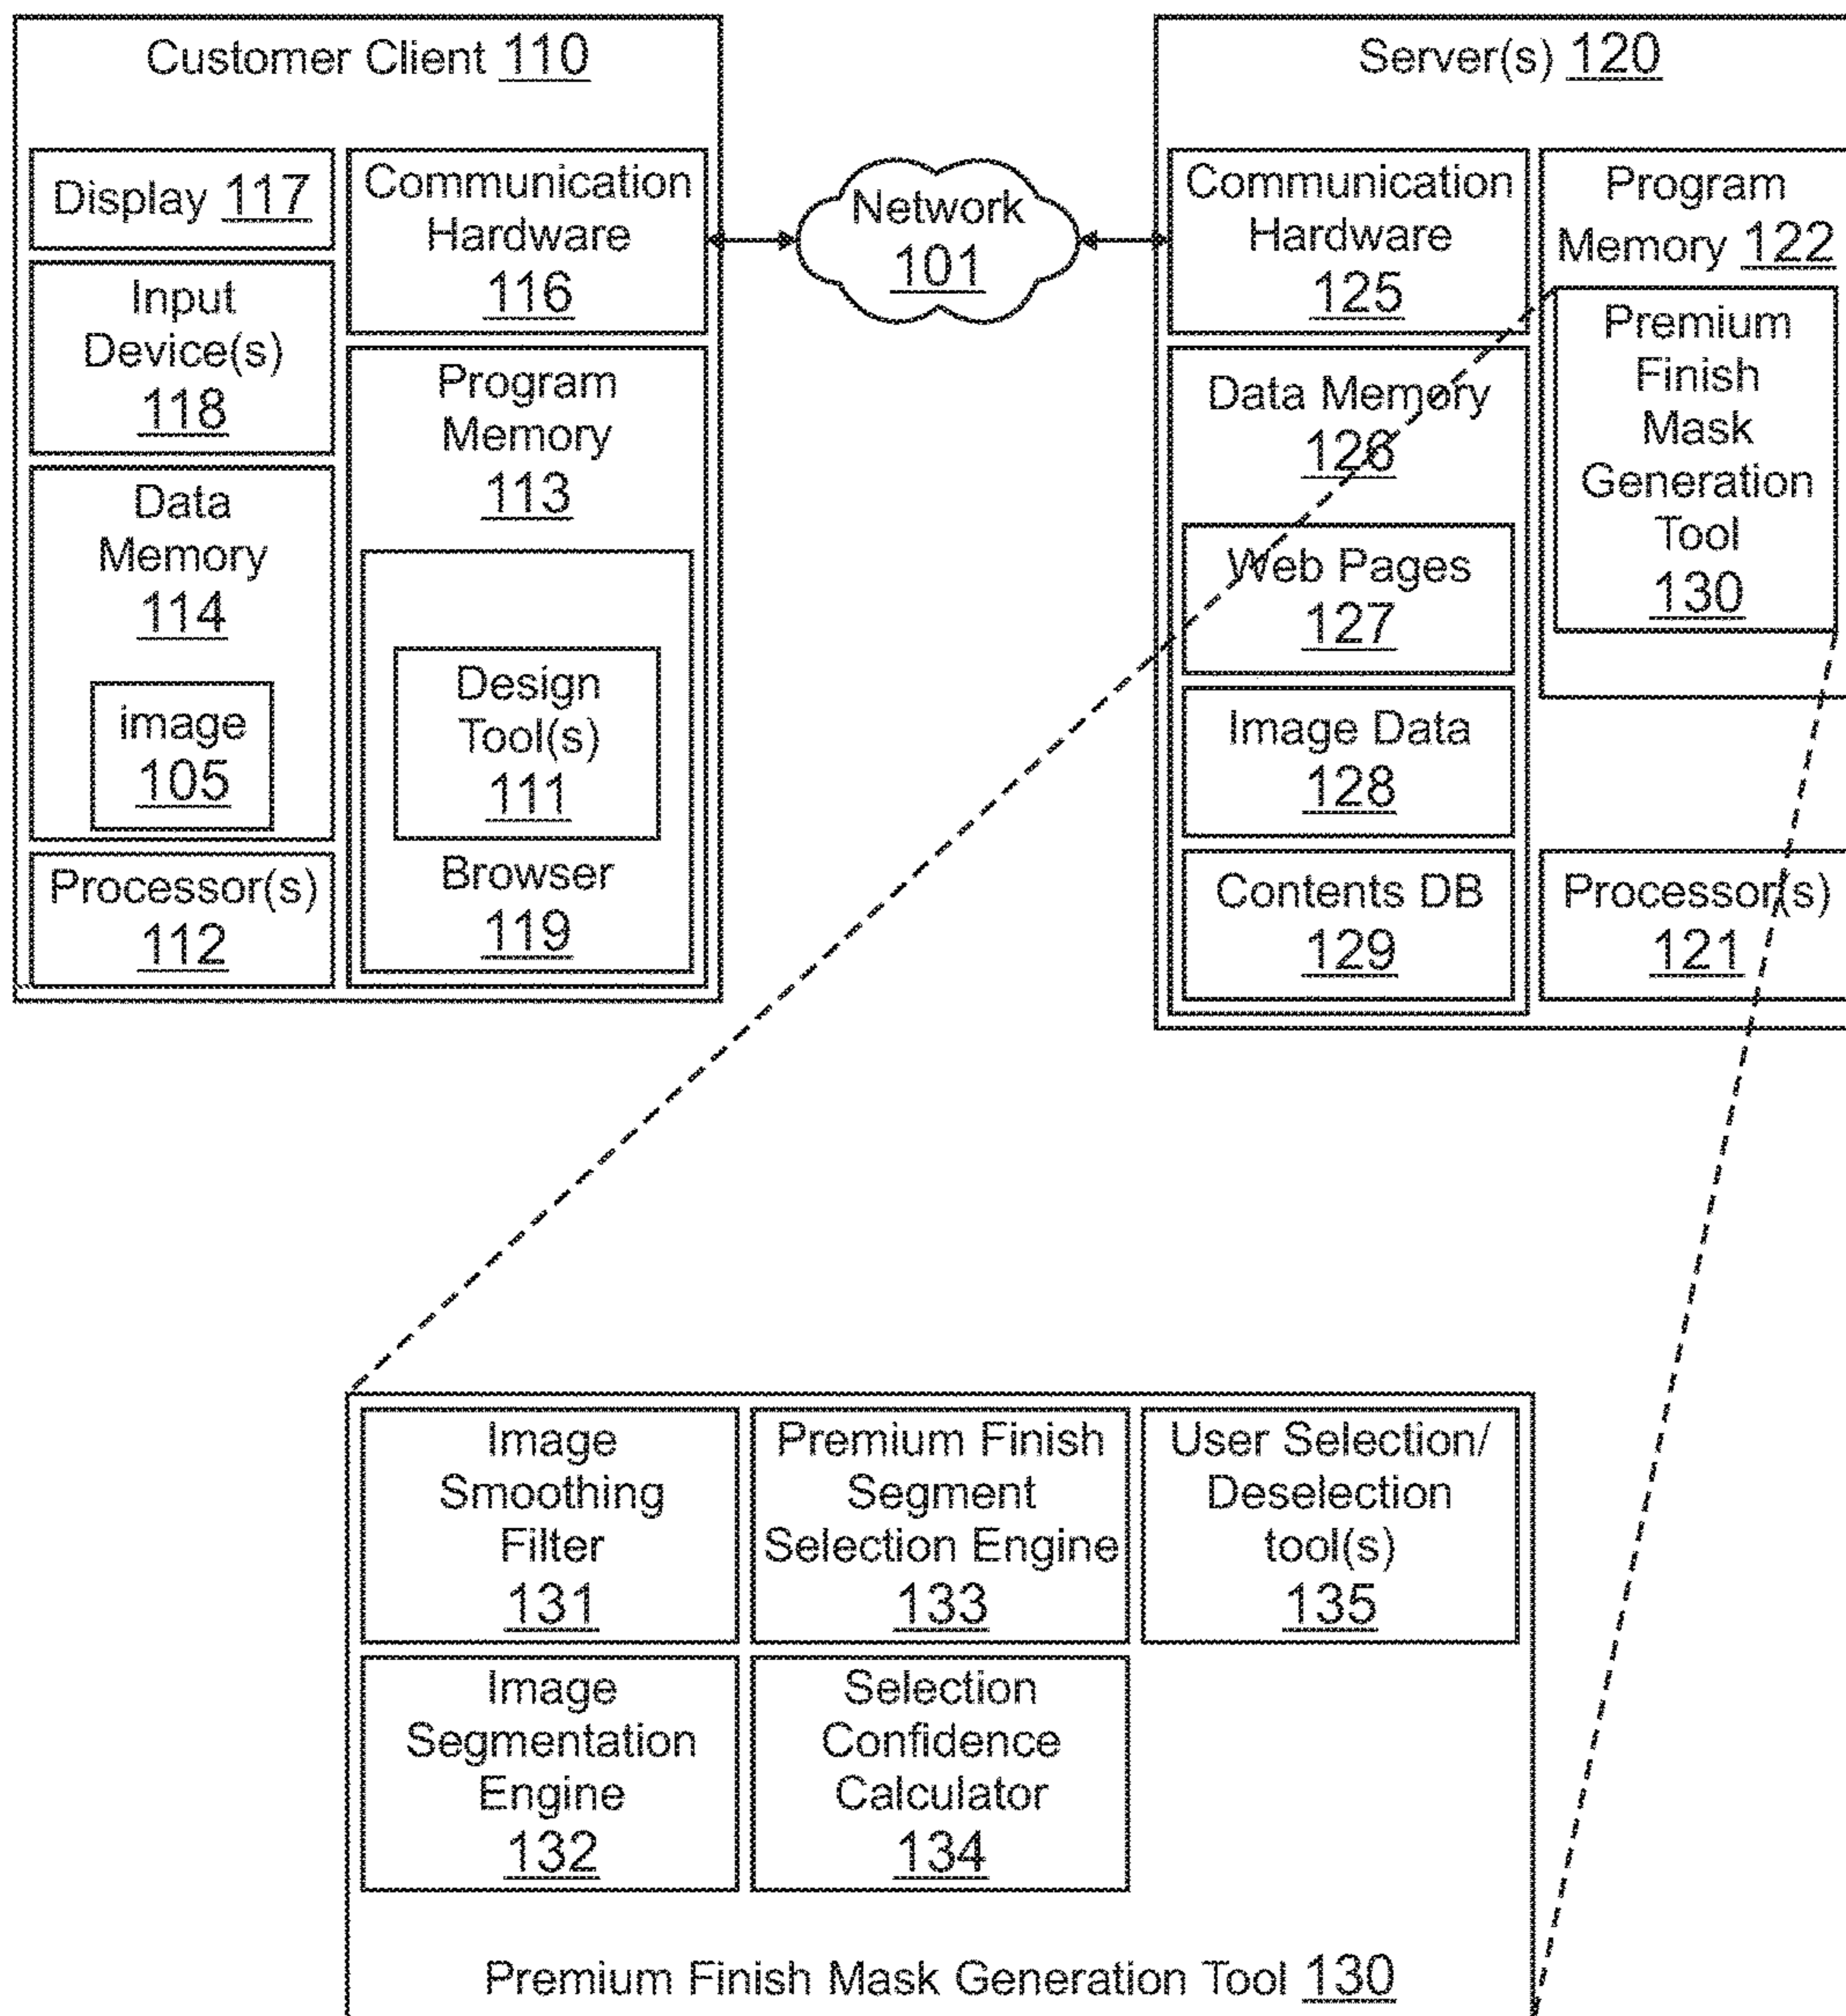 Customer Client 110
Display 117
Input
Device(s)
118
Data
Memory
114
image
105
Processor(s)
112
Communication
Hardware
116
Program
Memory
113
Design
Tool(s)
111
Browser
119
Network
101
Server(s) 120
Communication
Hardware
125
Data Memory
126
Web Pages
127
Image Data
128
Contents DB
129
Program
Memory 122
Premium
Finish
Mask
Generation
Tool
130
Processor(s)
121
Image
Smoothing
Filter
131
Image
Segmentation
Engine
132
Premium Finish
Segment
Selection Engine
133
Selection
Confidence
Calculator
134
User Selection/
Deselection
tool(s)
135
Premium Finish Mask Generation Tool 130